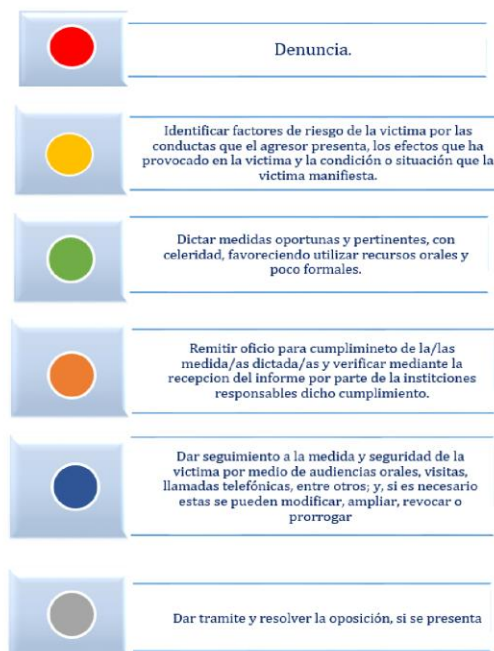 Denuncia.
Identificar factores de riesgo de la victima por las
conductas que el agresor presenta, los efectos que ha
provocado en la victima y la condición o situación que la
victima manifiesta.
Dictar medidas oportunas y pertinentes, con
celeridad, favoreciendo utilizar recursos orales y
poco formales.
Remitir oficio para cumplimineto de la/las
medida/as dictada/as y verificar mediante la
recepcion del informe por parte de la institciones
responsables dicho cumplimiento.
Dar seguimiento a la medida y seguridad de la
victima por medio de audiencias orales, visitas,
llamadas telefónicas, entre otros; y, si es necesario
estas se pueden modificar, ampliar, revocar o
prorrogar
Dar tramite y resolver la oposición, si se presenta